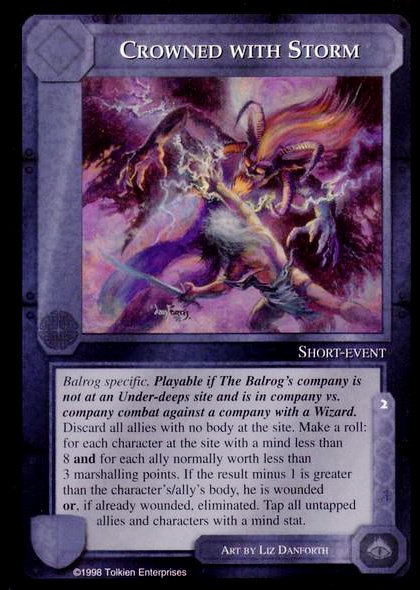 CROWNED WITH STORM
SHORT-EVENT
Balrog specific. Playable if The Balrog's company is
not at an Under-deeps site and is in company vs.
company combat against a company with a Wizard.
Discard all allies with no body at the site. Make a roll:
for each character at the site with a mind less than
8 and for each ally normally worth less than
3 marshalling points. If the result minus 1 is greater
than the character's/ally's body, he is wounded
or, if already wounded, eliminated. Tap all untapped
allies and characters with a mind stat.
2
ART BY LIZ DANFORTH
©1998 Tolkien Enterprises